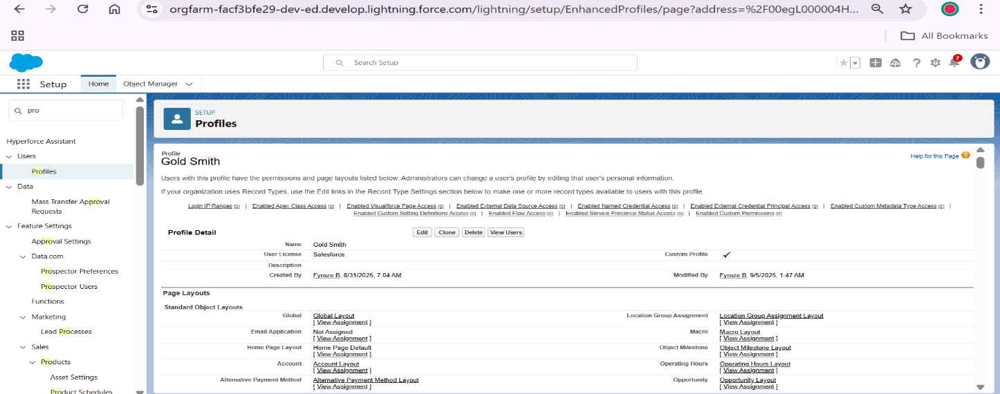 orgfarm-facf3bfe29-dev-ed.develop.lightning.force.com/lightning/setup/EnhancedProfiles/page?address=%2F00egL000004H...
All Bookmarks
Search Setup
2
Setup
Home
Object Manager
pro
Hyperforce Assistant
Users
Profiles
Data
Mass Transfer Approval
Requests
Feature Settings
Approval Settings
Data.com
Prospector Preferences
Prospector Users
Functions
Marketing
Lead Processes
Sales
Products
Asset Settings
Product Schedules
SETUP
Profiles
Profile
Gold Smith
Help for this Page ?
Users with this profile have the permissions and page layouts listed below. Administrators can change a user's profile by editing that user's personal information.
If your organization uses Record Types, use the Edit links in the Record Type Settings section below to make one or more record types available to users with this profile.
Login IP Ranges [0] | Enabled Apex Class Access [0] | Enabled Visualforce Page Access [0] | Enabled External Data Source Access [0] | Enabled Named Credential Access [0] | Enabled External Credential Principal Access [0] | Enabled Custom Metadata Type Access [0] |
Enabled Custom Setting Definitions Access [0] | Enabled Flow Access [0] | Enabled Service Presence Status Access [0] | Enabled Custom Permissions [0]
Profile Detail Edit Clone Delete View Users
Name Gold Smith
User License Salesforce Custom Profile ✓
Description
Created By Fyroze B, 8/31/2025, 7:04 AM Modified By Fyroze B, 9/5/2025, 1:47 AM
Page Layouts
Standard Object Layouts
Global Global Layout Location Group Assignment Location Group Assignment Layout
[ View Assignment ] [ View Assignment ]
Email Application Not Assigned Macro Macro Layout
[ View Assignment ] [ View Assignment ]
Home Page Layout Home Page Default Object Milestone Object Milestone Layout
[ View Assignment ] [ View Assignment ]
Account Account Layout Operating Hours Operating Hours Layout
[ View Assignment ] [ View Assignment ]
Alternative Payment Method Alternative Payment Method Layout Opportunity Opportunity Layout
[ View Assignment ] [ View Assignment ]